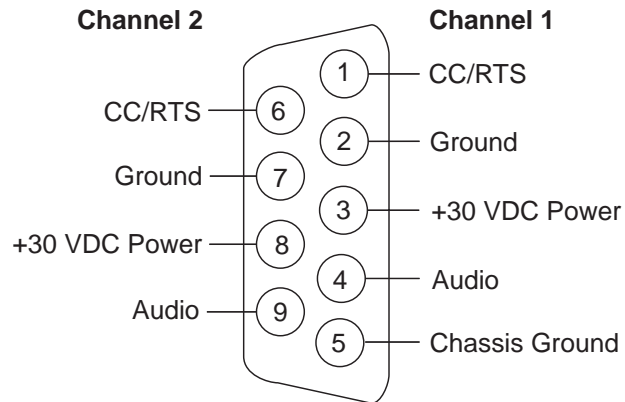 Channel 2
Channel 1
1
CC/RTS
CC/RTS
6
2
Ground
Ground
7
3
+30 VDC Power
+30 VDC Power
8
4
Audio
Audio
9
5
Chassis Ground